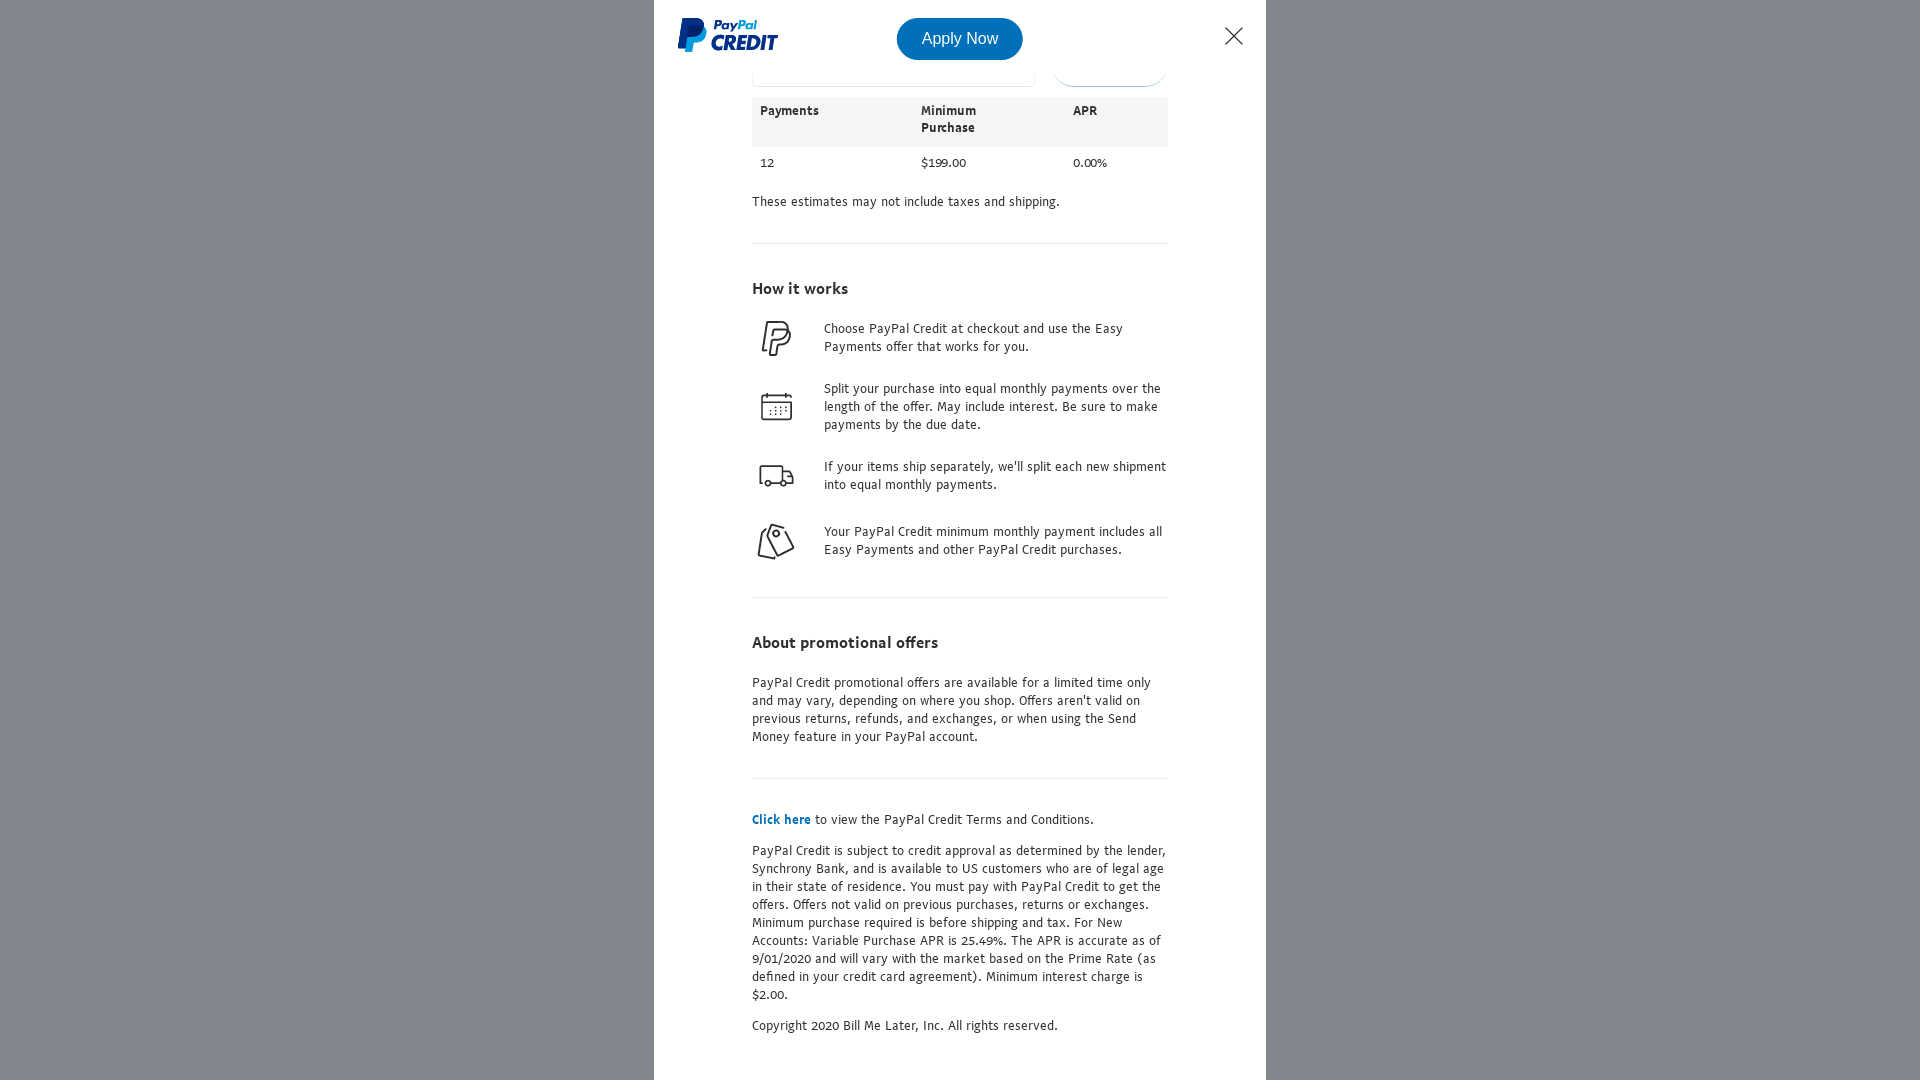 PayPal
CREDIT
Apply Now
Payments Minimum Purchase APR
12 $199.00 0.00%
These estimates may not include taxes and shipping.
How it works
Choose PayPal Credit at checkout and use the Easy
Payments offer that works for you.
Split your purchase into equal monthly payments over the
length of the offer. May include interest. Be sure to make
payments by the due date.
If your items ship separately, we'll split each new shipment
into equal monthly payments.
Your PayPal Credit minimum monthly payment includes all
Easy Payments and other PayPal Credit purchases.
About promotional offers
PayPal Credit promotional offers are available for a limited time only
and may vary, depending on where you shop. Offers aren't valid on
previous returns, refunds, and exchanges, or when using the Send
Money feature in your PayPal account.
Click here to view the PayPal Credit Terms and Conditions.
PayPal Credit is subject to credit approval as determined by the lender,
Synchrony Bank, and is available to US customers who are of legal age
in their state of residence. You must pay with PayPal Credit to get the
offers. Offers not valid on previous purchases, returns or exchanges.
Minimum purchase required is before shipping and tax. For New
Accounts: Variable Purchase APR is 25.49%. The APR is accurate as of
9/01/2020 and will vary with the market based on the Prime Rate (as
defined in your credit card agreement). Minimum interest charge is
$2.00.
Copyright 2020 Bill Me Later, Inc. All rights reserved.